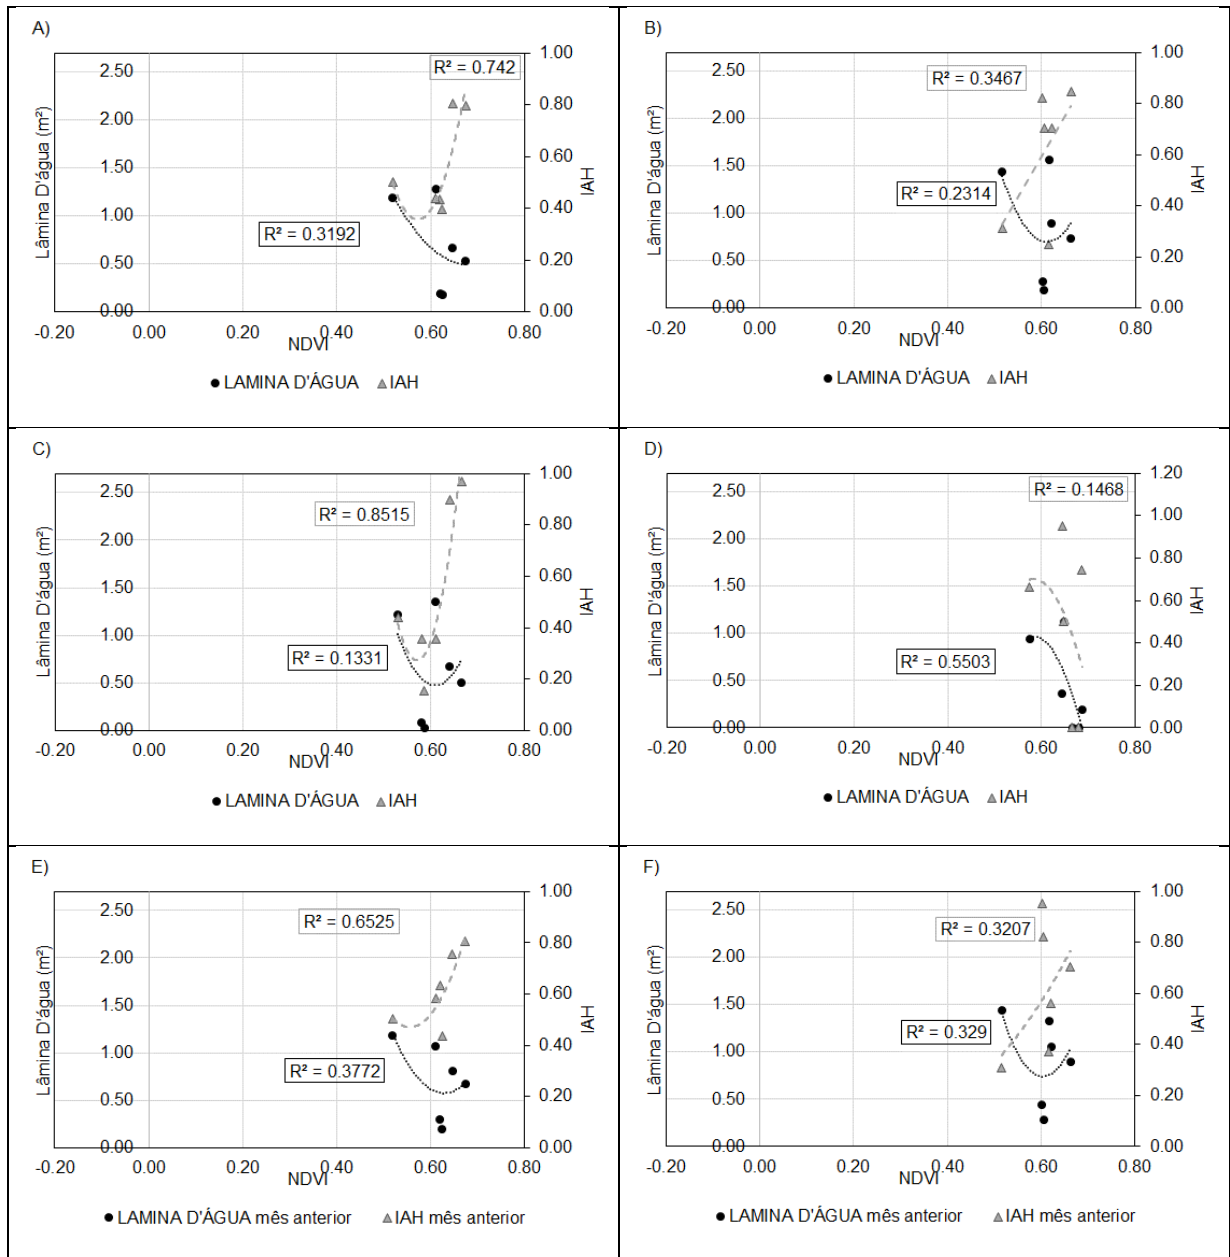 A)
R² = 0.742
R² = 0.3192
Lâmina D'água (m²)
2.50
2.00
1.50
1.00
0.50
0.00
1.00
0.80
0.60
0.40
0.20
0.00
IAH
-0.20 0.00 0.20 0.40 0.60 0.80
NDVI
LAMINA D'ÁGUA IAH
B)
R² = 0.3467
R² = 0.2314
Lâmina D'água (m²)
2.50
2.00
1.50
1.00
0.50
0.00
1.00
0.80
0.60
0.40
0.20
0.00
IAH
-0.20 0.00 0.20 0.40 0.60 0.80
NDVI
LAMINA D'ÁGUA IAH
C)
R² = 0.8515
R² = 0.1331
Lâmina D'água (m²)
2.50
2.00
1.50
1.00
0.50
0.00
1.00
0.80
0.60
0.40
0.20
0.00
IAH
-0.20 0.00 0.20 0.40 0.60 0.80
NDVI
LAMINA D'ÁGUA IAH
D)
R² = 0.1468
R² = 0.5503
Lâmina D'água (m²)
2.50
2.00
1.50
1.00
0.50
0.00
1.20
1.00
0.80
0.60
0.40
0.20
0.00
IAH
-0.20 0.00 0.20 0.40 0.60 0.80
NDVI
LAMINA D'ÁGUA IAH
E)
R² = 0.6525
R² = 0.3772
Lâmina D'água (m²)
2.50
2.00
1.50
1.00
0.50
0.00
1.00
0.80
0.60
0.40
0.20
0.00
IAH
-0.20 0.00 0.20 0.40 0.60 0.80
NDVI
LAMINA D'ÁGUA mês anterior IAH mês anterior
F)
R² = 0.3207
R² = 0.329
Lâmina D'água (m²)
2.50
2.00
1.50
1.00
0.50
0.00
1.00
0.80
0.60
0.40
0.20
0.00
IAH
-0.20 0.00 0.20 0.40 0.60 0.80
NDVI
LAMINA D'ÁGUA mês anterior IAH mês anterior